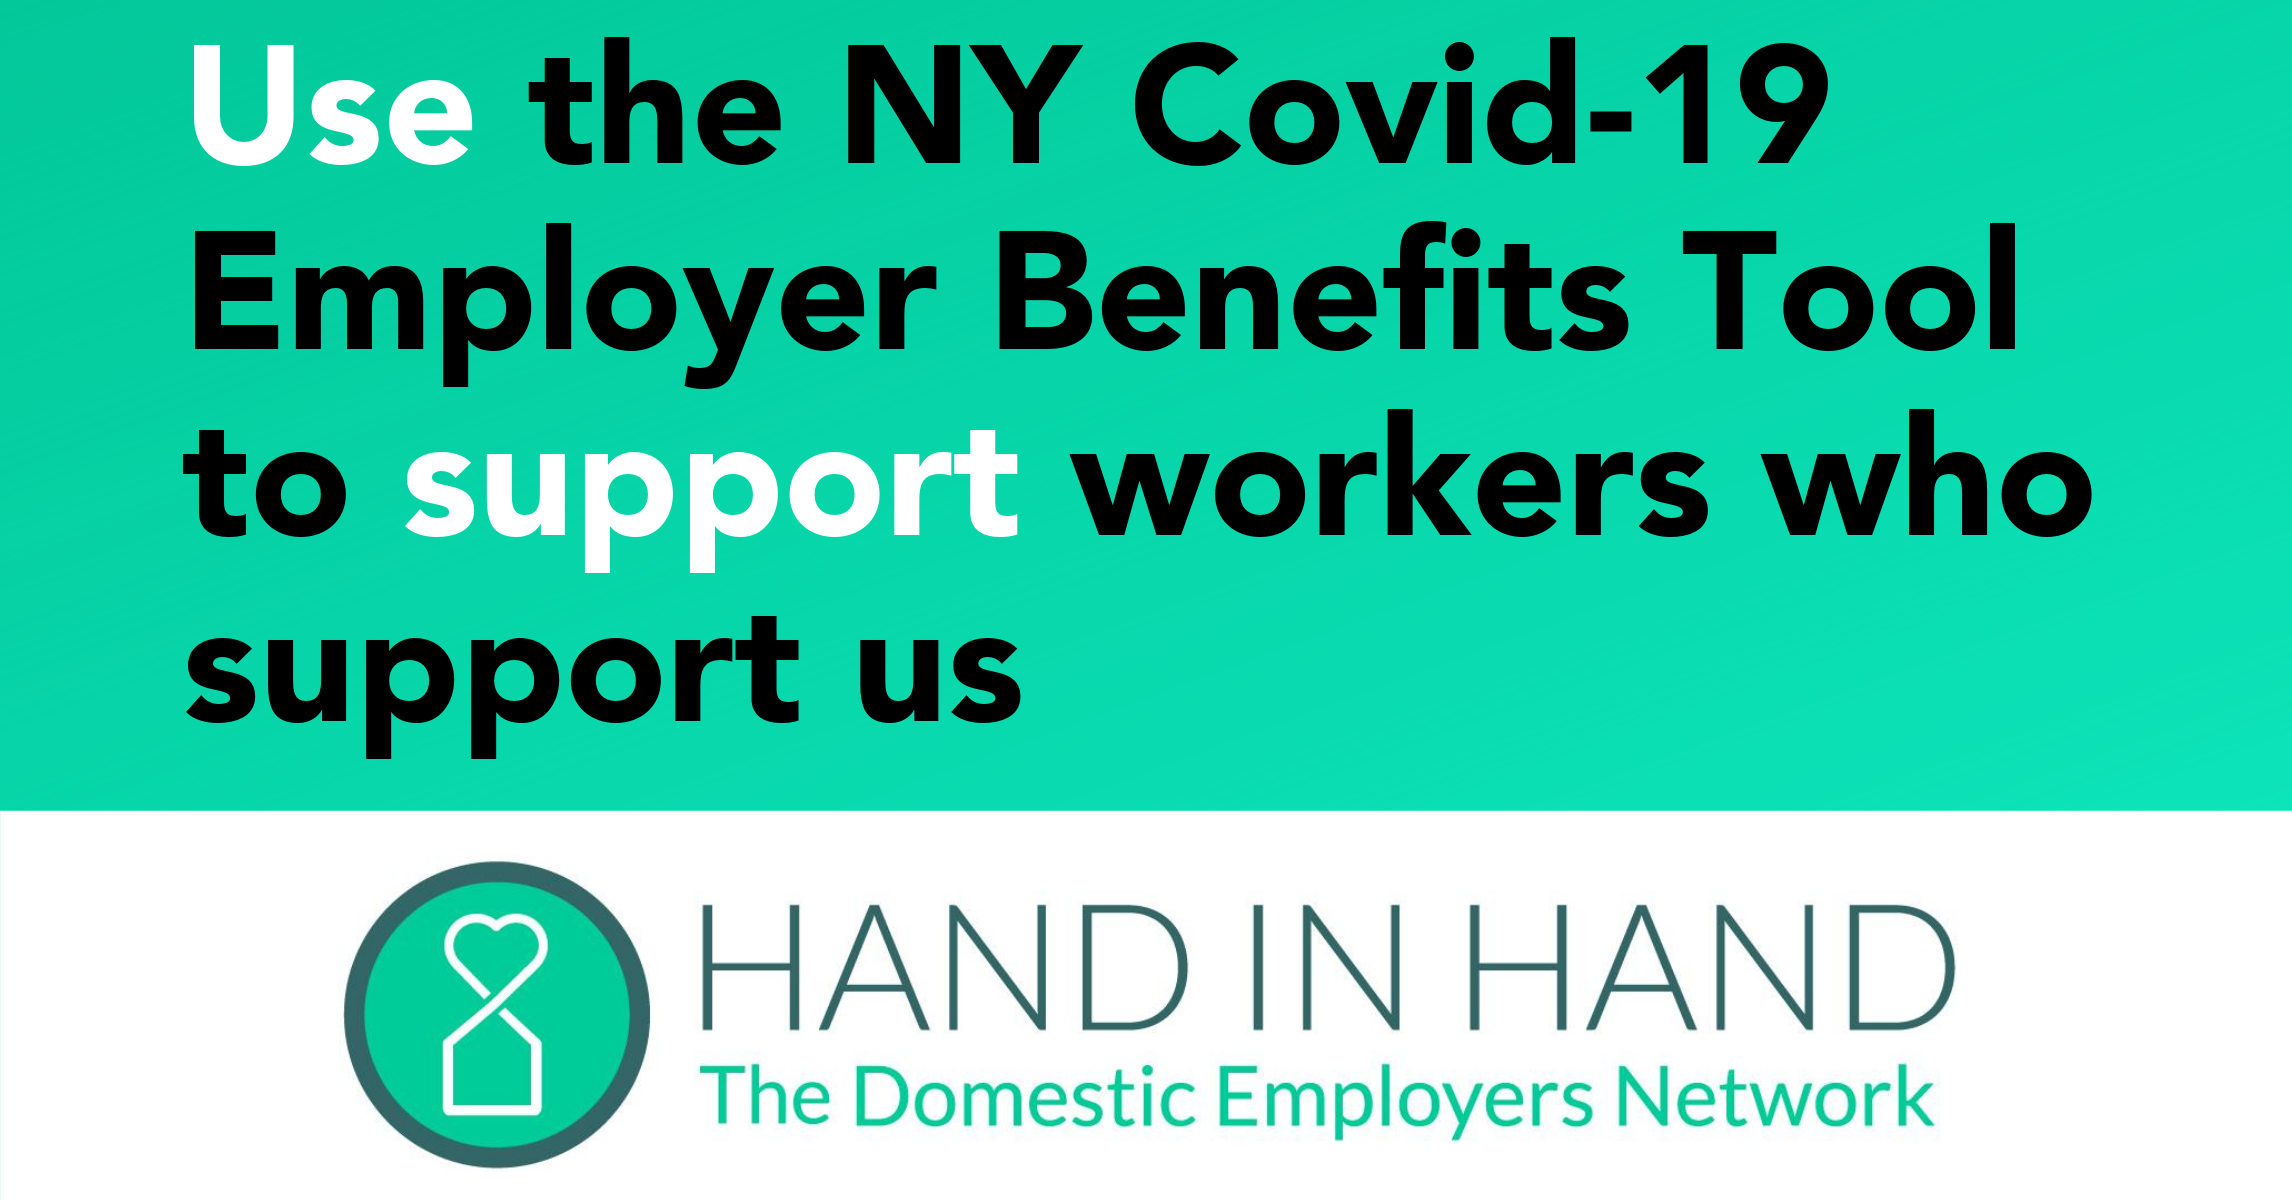 Use the NY Covid-19
Employer Benefits Tool
to support workers who
support us
HAND IN HAND
The Domestic Employers Network